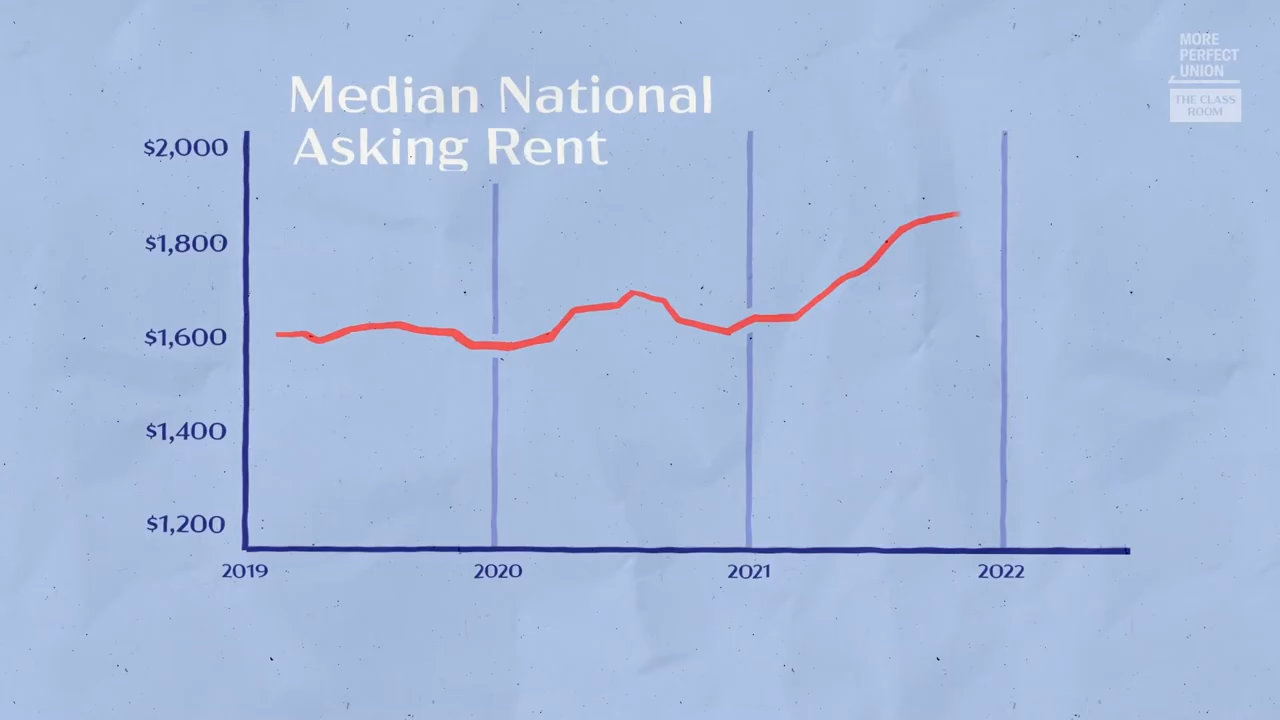 MORE
PERFECT
UNION
THE CLASS
ROOM
Median National
Asking Rent
$2,000
$1,800
$1,600
$1,400
$1,200
2019 2020 2021 2022